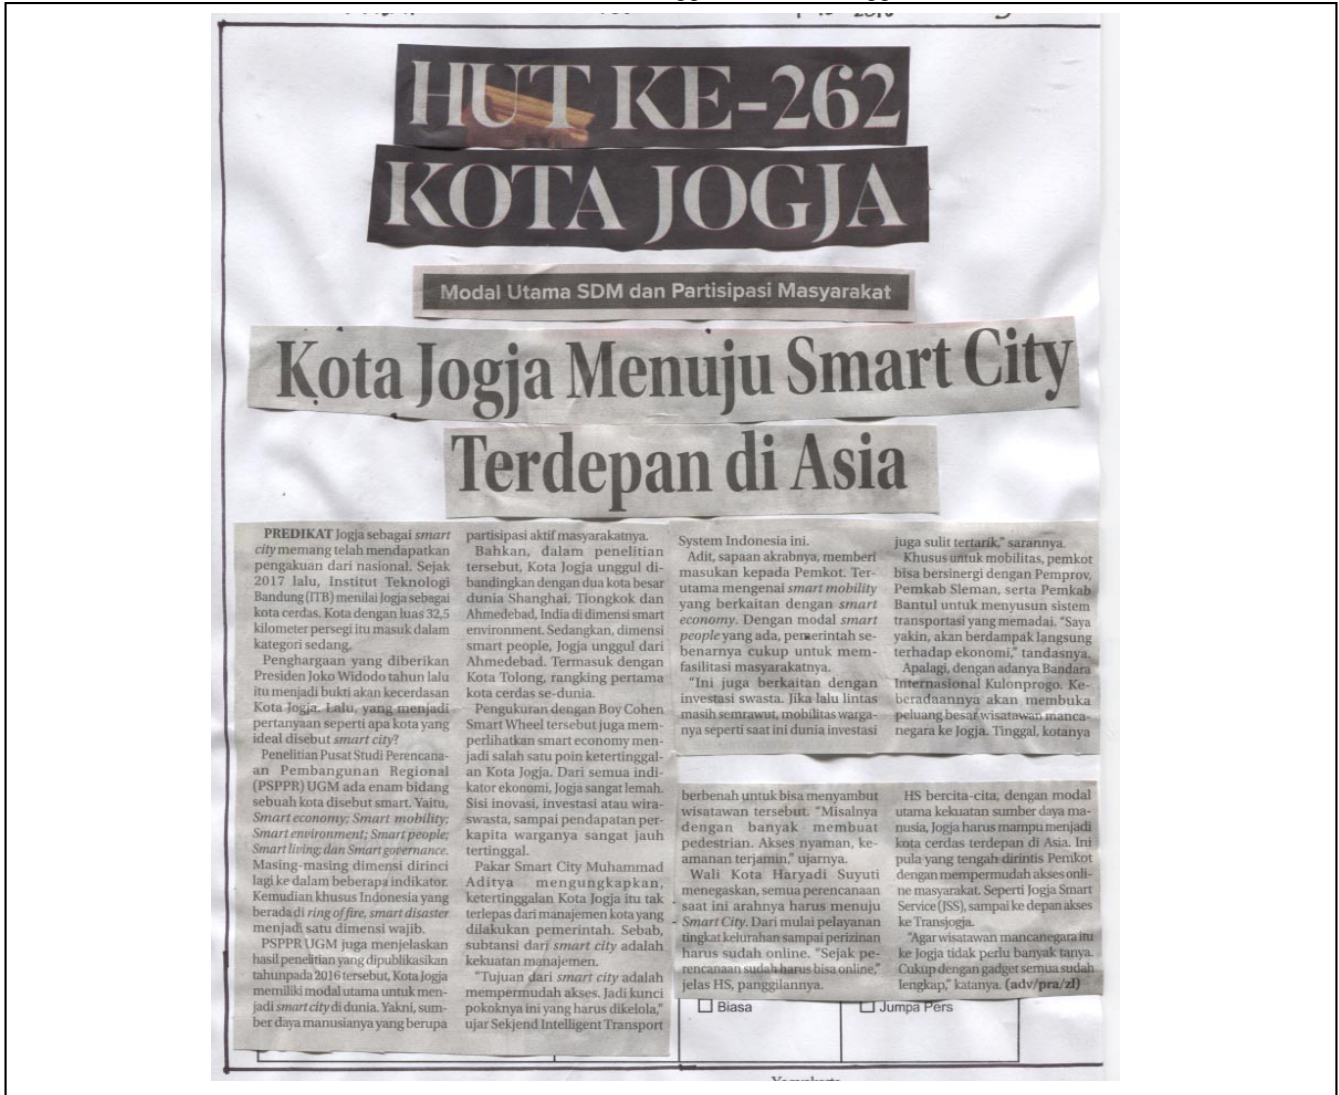 HUT KE-262
KOTA JOGJA
Modal Utama SDM dan Partisipasi Masyarakat
Kota Jogja Menuju Smart City
Terdepan di Asia
PREDIKAT Jogja sebagai smart
city memang telah mendapatkan
pengakuan dari nasional. Sejak
2017 lalu, Institut Teknologi
Bandung (ITB) menilai Jogja sebagai
kota cerdas. Kota dengan luas 32,5
kilometer persegi itu masuk dalam
kategori sedang.
Penghargaan yang diberikan
Presiden Joko Widodo tahun lalu
itu menjadi bukti akan kecerdasan
Kota Jogja. Lalu, yang menjadi
pertanyaan seperti apa kota yang
ideal disebut smart city?
Penelitian Pusat Studi Perencana-
an Pembangunan Regional
(PSPPR) UGM ada enam bidang
sebuah kota disebut smart. Yaitu,
Smart economy; Smart mobility;
Smart environment; Smart people;
Smart living; dan Smart governance.
Masing-masing dimensi dirinci
lagi ke dalam beberapa indikator.
Kemudian khusus Indonesia yang
berada di ring of fire, smart disaster
menjadi satu dimensi wajib.
PSPPR UGM juga menjelaskan
hasil penelitian yang dipublikasikan
tahunpada 2016 tersebut, Kota Jogja
memiliki modal utama untuk men-
jadi smart city di dunia. Yakni, sum-
ber daya manusianya yang berupa
partisipasi aktif masyarakatnya.
Bahkan, dalam penelitian
tersebut, Kota Jogja unggul di-
bandingkan dengan dua kota besar
dunia Shanghai, Tiongkok dan
Ahmedebad, India di dimensi smart
environment. Sedangkan, dimensi
smart people, Jogja unggul dari
Ahmedebad. Termasuk dengan
Kota Tolong, rangking pertama
kota cerdas se-dunia.
Pengukuran dengan Boy Cohen
Smart Wheel tersebut juga mem-
perlihatkan smart economy men-
jadi salah satu poin ketertinggal-
an Kota Jogja. Dari semua indi-
kator ekonomi, Jogja sangat lemah.
Sisi inovasi, investasi atau wira-
swasta, sampai pendapatan per-
kapita warganya sangat jauh
tertinggal.
Pakar Smart City Muhammad
Aditya mengungkapkan,
ketertinggalan Kota Jogja itu tak
terlepas dari manajemen kota yang
dilakukan pemerintah. Sebab,
subtansi dari smart city adalah
kekuatan manajemen.
"Tujuan dari smart city adalah
mempermudah akses. Jadi kunci
pokoknya ini yang harus dikelola,"
ujar Sekjend Intelligent Transport
System Indonesia ini.
Adit, sapaan akrabnya, memberi
masukan kepada Pemkot. Ter-
utama mengenai smart mobility
yang berkaitan dengan smart
economy. Dengan modal smart
people yang ada, pemerintah se-
benarnya cukup untuk mem-
fasilitasi masyarakatnya.
"Ini juga berkaitan dengan
investasi swasta. Jika lalu lintas
masih semrawut, mobilitas warga-
nya seperti saat ini dunia investasi
juga sulit tertarik," sarannya.
Khusus untuk mobilitas, pemkot
bisa bersinergi dengan Pemprov,
Pemkab Sleman, serta Pemkab
Bantul untuk menyusun sistem
transportasi yang memadai. "Saya
yakin, akan berdampak langsung
terhadap ekonomi," tandasnya.
Apalagi, dengan adanya Bandara
Internasional Kulonprogo. Ke-
beradaannya akan membuka
peluang besar wisatawan manca-
negara ke Jogja. Tinggal, kotanya
berbenah untuk bisa menyambut
wisatawan tersebut. "Misalnya
dengan banyak membuat
pedestrian. Akses nyaman, ke-
amanan terjamin," ujarnya.
Wali Kota Haryadi Suyuti
menegaskan, semua perencanaan
saat ini arahnya harus menuju
Smart City. Dari mulai pelayanan
tingkat kelurahan sampai perizinan
harus sudah online. "Sejak pe-
rencanaan sudah harus bisa online,"
jelas HS, panggilannya.
HS bercita-cita, dengan modal
utama kekuatan sumber daya ma-
nusia, Jogja harus mampu menjadi
kota cerdas terdepan di Asia. Ini
pula yang tengah dirintis Pemkot
dengan mempermudah akses onli-
ne masyarakat. Seperti Jogja Smart
Service (JSS), sampai ke depan akses
ke Transjogja.
"Agar wisatawan mancanegara itu
ke Jogja tidak perlu banyak tanya.
Cukup dengan gadget semua sudah
lengkap," katanya. (adv/pra/zl)
Biasa
Jumpa Pers